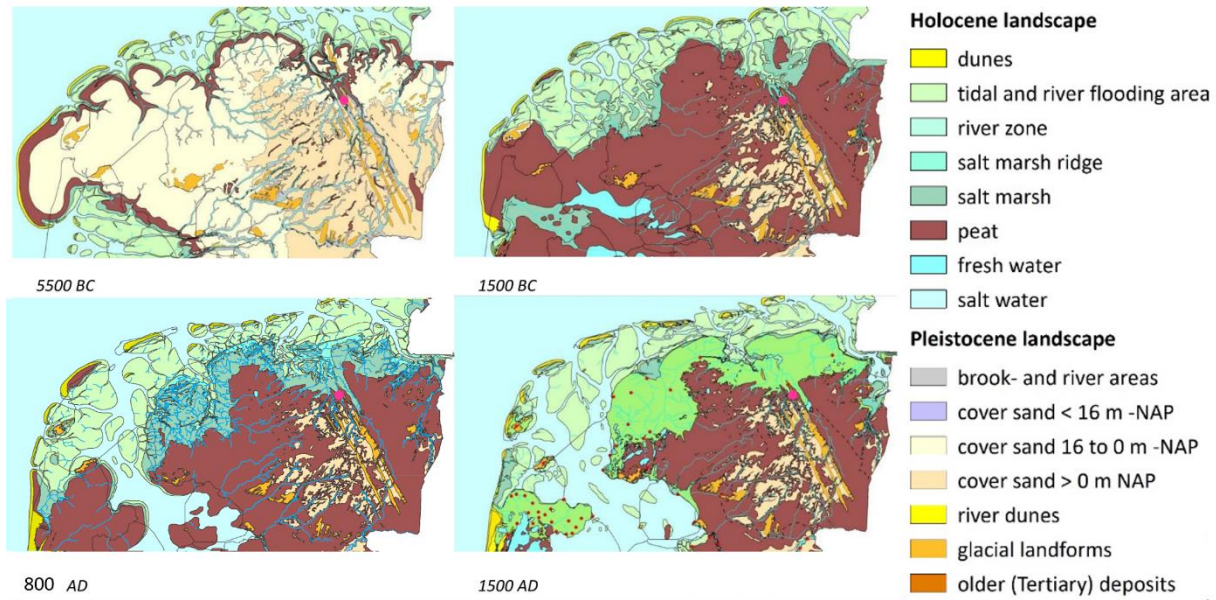 5500 BC
1500 BC
800 AD
1500 AD
Holocene landscape
dunes
tidal and river flooding area
river zone
salt marsh ridge
salt marsh
peat
fresh water
salt water
Pleistocene landscape
brook- and river areas
cover sand < 16 m -NAP
cover sand 16 to 0 m -NAP
cover sand > 0 m NAP
river dunes
glacial landforms
older (Tertiary) deposits